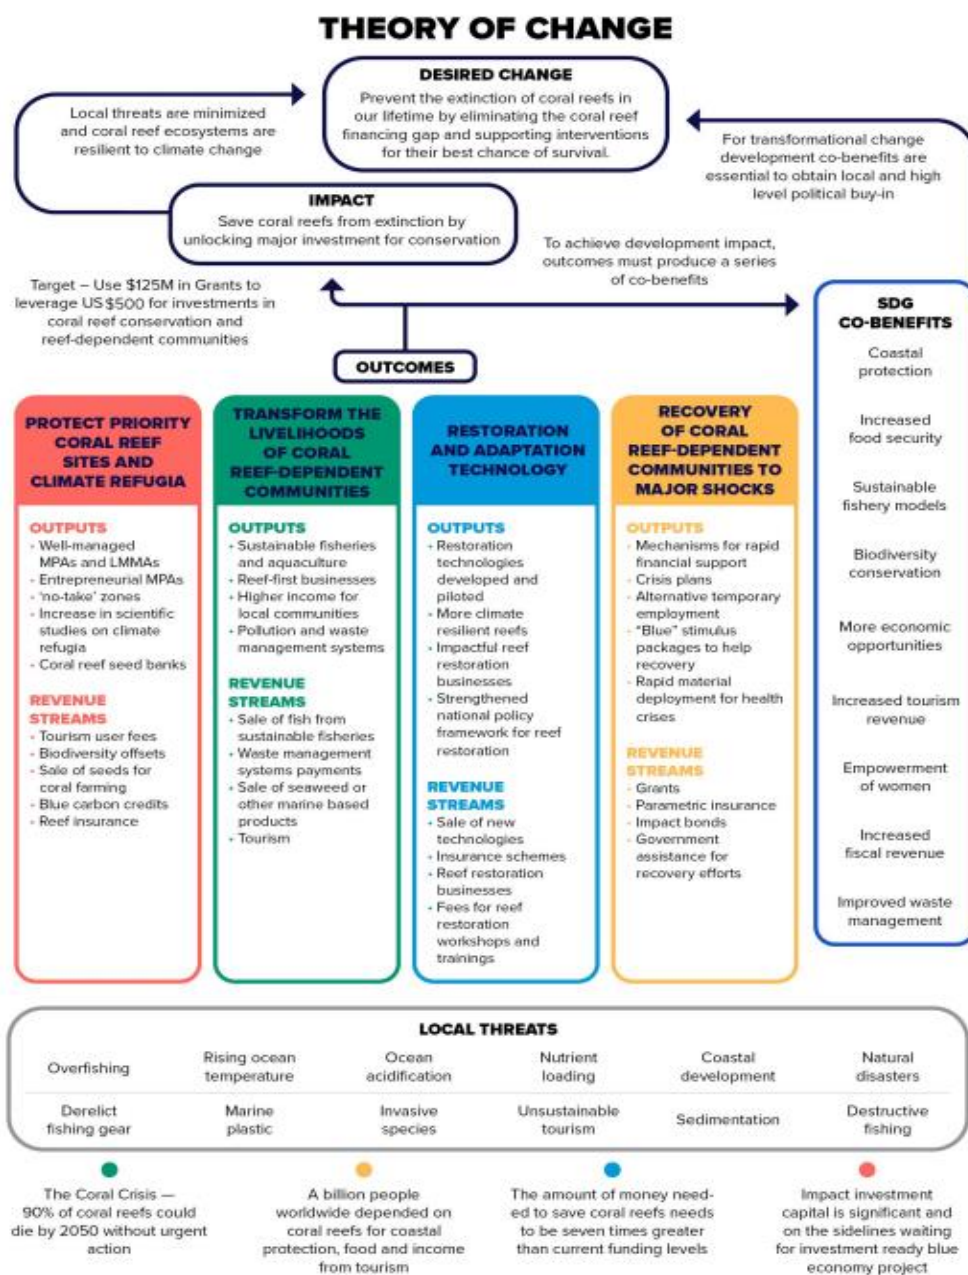 THEORY OF CHANGE
DESIRED CHANGE
Prevent the extinction of coral reefs in
our lifetime by eliminating the coral reef
financing gap and supporting interventions
for their best chance of survival.
Local threats are minimized
and coral reef ecosystems are
resilient to climate change
For transformational change
development co-benefits are
essential to obtain local and high
level political buy-in
IMPACT
Save coral reefs from extinction by
unlocking major investment for conservation
To achieve development impact,
outcomes must produce a series
of co-benefits
Target – Use $125M in Grants to
leverage US $500 for investments in
coral reef conservation and
reef-dependent communities
OUTCOMES
PROTECT PRIORITY
CORAL REEF
SITES AND
CLIMATE REFUGIA
OUTPUTS
• Well-managed
MPAs and LMMAs
• Entrepreneurial MPAs
• 'no-take' zones
• Increase in scientific
studies on climate
refugia
• Coral reef seed banks
REVENUE
STREAMS
• Tourism user fees
• Biodiversity offsets
• Sale of seeds for
coral farming
• Blue carbon credits
• Reef insurance
TRANSFORM THE
LIVELIHOODS
OF CORAL
REEF-DEPENDENT
COMMUNITIES
OUTPUTS
• Sustainable fisheries
and aquaculture
• Reef-first businesses
• Higher income for
local communities
• Pollution and waste
management systems
REVENUE
STREAMS
• Sale of fish from
sustainable fisheries
• Waste management
systems payments
• Sale of seaweed or
other marine based
products
• Tourism
RESTORATION
AND ADAPTATION
TECHNOLOGY
OUTPUTS
• Restoration
technologies
developed and
piloted
• More climate
resilient reefs
• Impactful reef
restoration
businesses
• Strengthened
national policy
framework for reef
restoration
REVENUE
STREAMS
• Sale of new
technologies
• Insurance schemes
• Reef restoration
businesses
• Fees for reef
restoration
workshops and
trainings
RECOVERY
OF CORAL
REEF-DEPENDENT
COMMUNITIES TO
MAJOR SHOCKS
OUTPUTS
• Mechanisms for rapid
financial support
• Crisis plans
• Alternative temporary
employment
• "Blue" stimulus
packages to help
recovery
• Rapid material
deployment for health
crises
REVENUE
STREAMS
• Grants
• Parametric insurance
• Impact bonds
• Government
assistance for
recovery efforts
SDG
CO-BENEFITS
Coastal
protection
Increased
food security
Sustainable
fishery models
Biodiversity
conservation
More economic
opportunities
Increased tourism
revenue
Empowerment
of women
Increased
fiscal revenue
Improved waste
management
LOCAL THREATS
Overfishing
Rising ocean
temperature
Ocean
acidification
Nutrient
loading
Coastal
development
Natural
disasters
Derelict
fishing gear
Marine
plastic
Invasive
species
Unsustainable
tourism
Sedimentation
Destructive
fishing
The Coral Crisis —
90% of coral reefs could
die by 2050 without urgent
action
A billion people
worldwide depended on
coral reefs for coastal
protection, food and income
from tourism
The amount of money need-
ed to save coral reefs needs
to be seven times greater
than current funding levels
Impact investment
capital is significant and
on the sidelines waiting
for investment ready blue
economy project